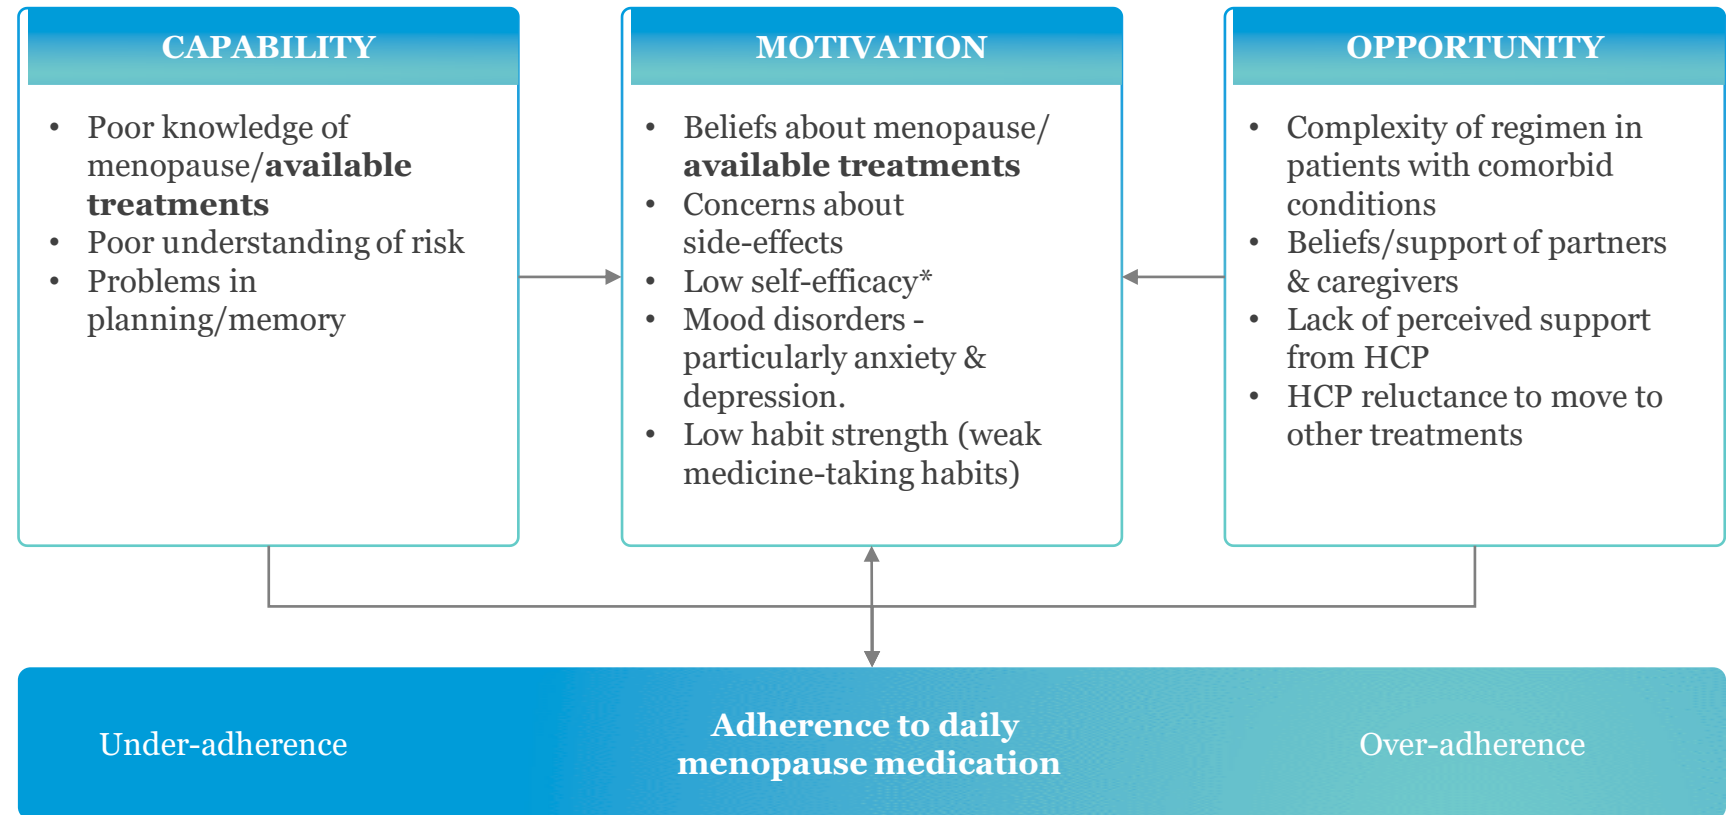 CAPABILITY
• Poor knowledge of
menopause/available
treatments
• Poor understanding of risk
• Problems in
planning/memory
MOTIVATION
• Beliefs about menopause/
available treatments
• Concerns about
side-effects
• Low self-efficacy*
• Mood disorders -
particularly anxiety &
depression.
• Low habit strength (weak
medicine-taking habits)
OPPORTUNITY
• Complexity of regimen in
patients with comorbid
conditions
• Beliefs/support of partners
& caregivers
• Lack of perceived support
from HCP
• HCP reluctance to move to
other treatments
Under-adherence
Adherence to daily
menopause medication
Over-adherence